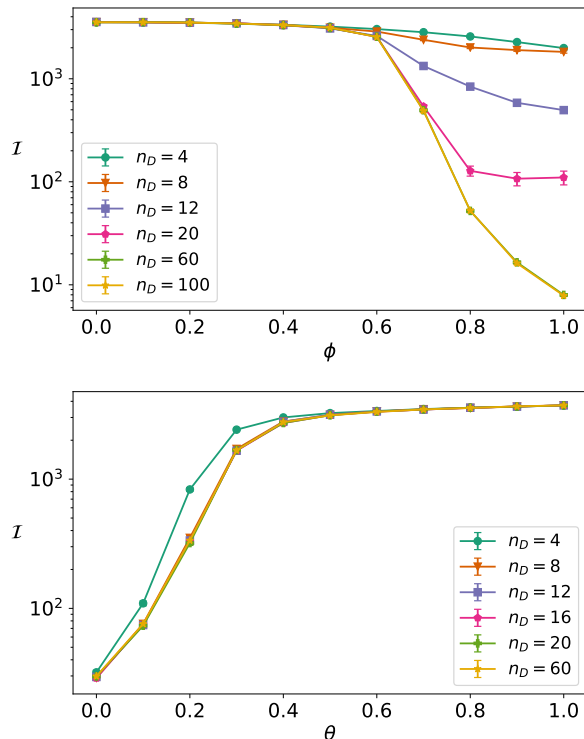 10³
10²
10¹
I
n_D = 4
n_D = 8
n_D = 12
n_D = 20
n_D = 60
n_D = 100
0.0 0.2 0.4 0.6 0.8 1.0
ϕ
10³
10²
I
n_D = 4
n_D = 8
n_D = 12
n_D = 16
n_D = 20
n_D = 60
0.0 0.2 0.4 0.6 0.8 1.0
θ